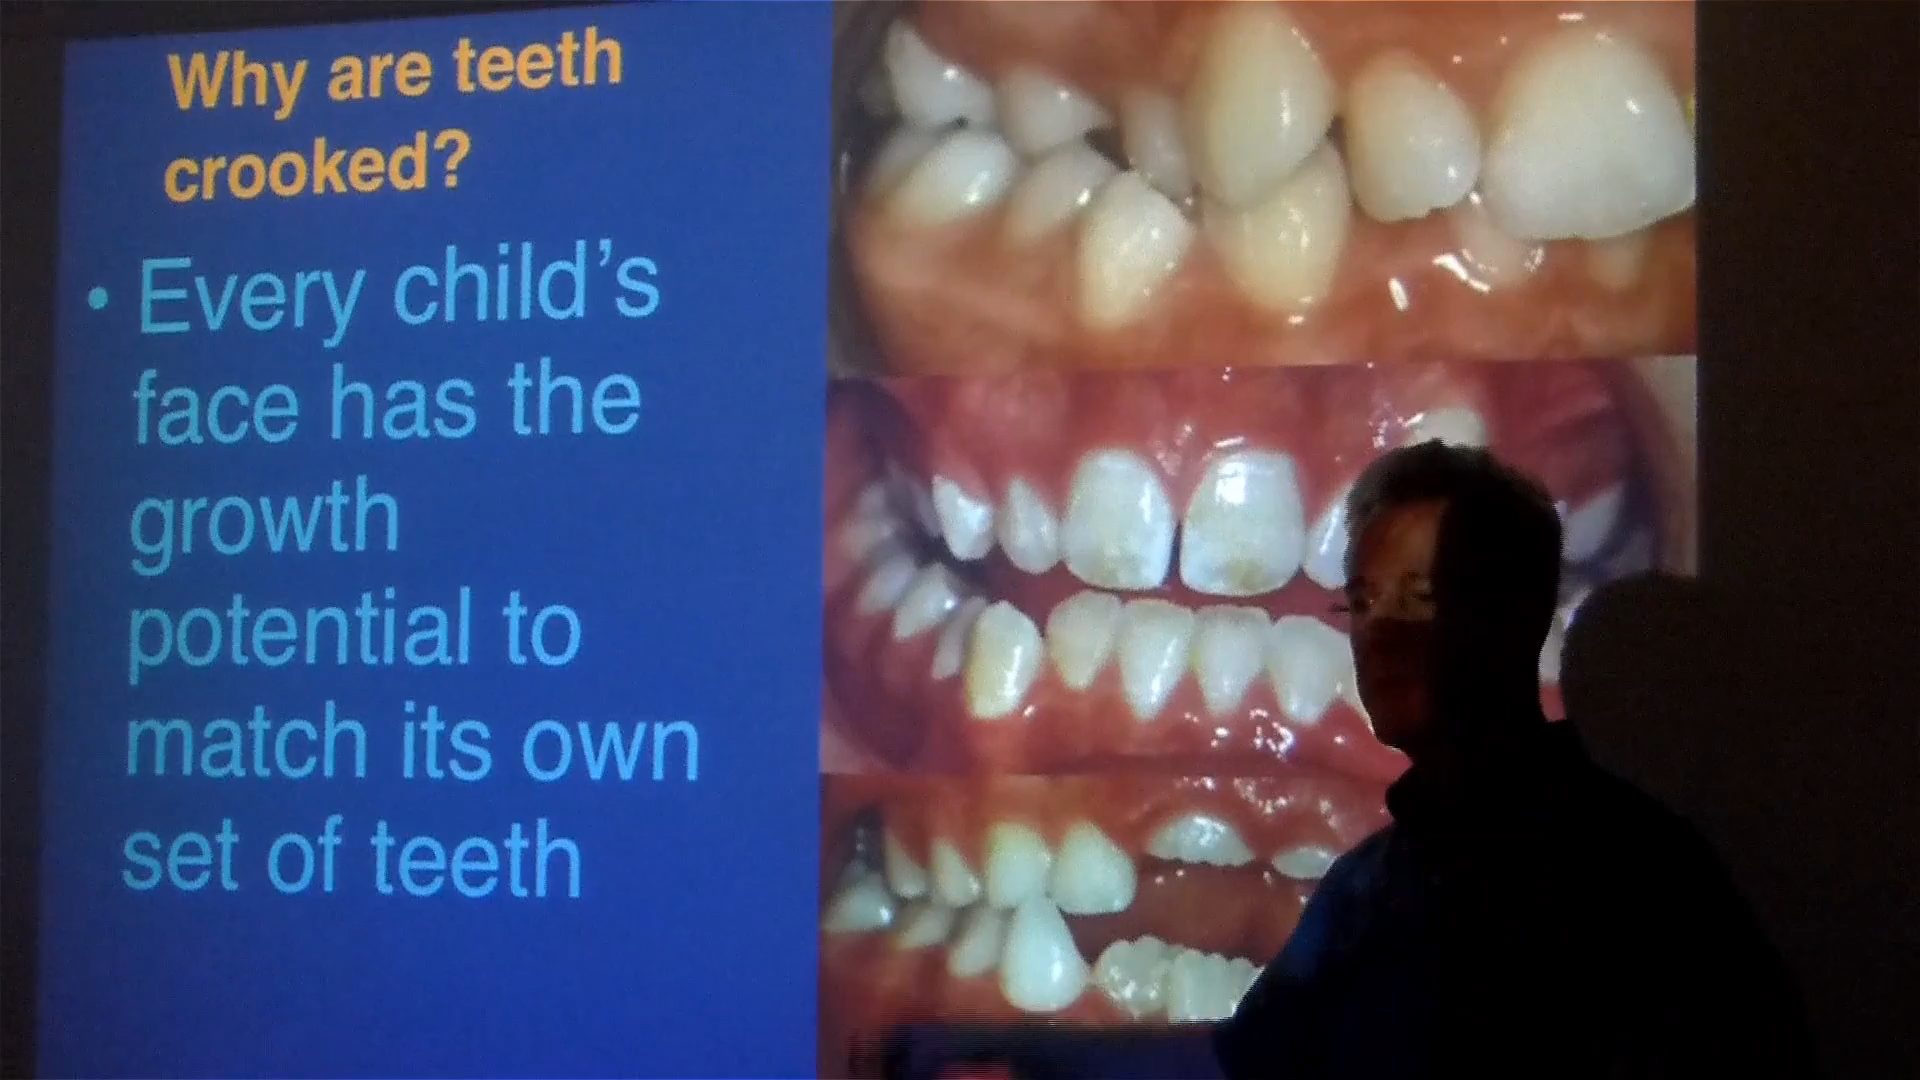 Why are teeth
crooked?
• Every child’s
face has the
growth
potential to
match its own
set of teeth